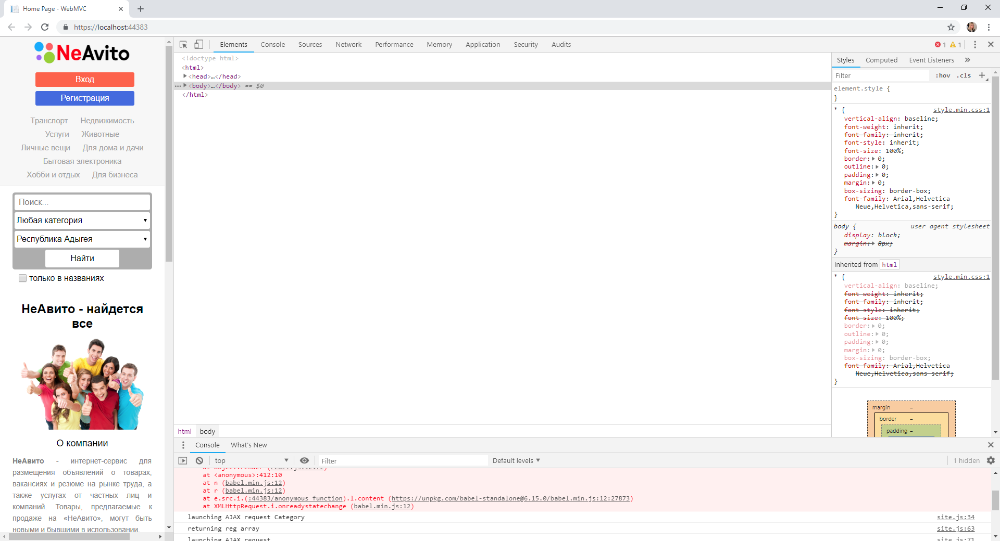 Home Page - WebMVC
https://localhost:44383
NeAvito
Вход
Регистрация
Транспорт Недвижимость
Услуги Животные
Личные вещи Для дома и дачи
Бытовая электроника
Хобби и отдых Для бизнеса
Поиск...
Любая категория
Республика Адыгея
Найти
только в названиях
НеАвито - найдется
все
О компании
НеАвито - интернет-сервис для
размещения объявлений о товарах,
вакансиях и резюме на рынке труда, а
также услугах от частных лиц и
компаний. Товары, предлагаемые к
продаже на «НеАвито», могут быть
новыми и бывшими в использовании.
Elements Console Sources Network Performance Memory Application Security Audits 1 1
<!doctype html>
<html>
<head>…</head>
<body>…</body> == $0
</html>
html body
Styles Computed Event Listeners
Filter :hov .cls
element.style {
}
* { style.min.css:1
vertical-align: baseline;
font-weight: inherit;
font-family: inherit;
font-style: inherit;
font-size: 100%;
border: 0;
outline: 0;
padding: 0;
margin: 0;
box-sizing: border-box;
font-family: Arial,Helvetica
Neue,Helvetica,sans-serif;
}
body { user agent stylesheet
display: block;
margin: 8px;
}
Inherited from html
* { style.min.css:1
vertical-align: baseline;
font-weight: inherit;
font-family: inherit;
font-style: inherit;
font-size: 100%;
border: 0;
outline: 0;
padding: 0;
margin: 0;
box-sizing: border-box;
font-family: Arial,Helvetica
Neue,Helvetica,sans-serif;
}
margin –
border –
padding –
Console What's New
top Filter Default levels 1 hidden
at Object.render (react.js:12172)
at <anonymous>:412:10
at n (babel.min.js:12)
at r (babel.min.js:12)
at e.src.i.(:44383/anonymous function).l.content (https://unpkg.com/babel-standalone@6.15.0/babel.min.js:12:27873)
at XMLHttpRequest.i.onreadystatechange (babel.min.js:12)
launching AJAX request Category site.js:34
returning reg array site.js:63
launching AJAX request site.js:71